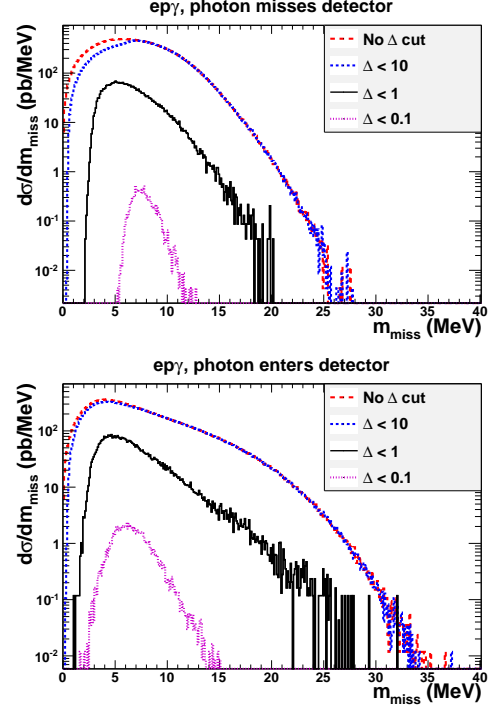 epγ, photon misses detector
dσ/dm_miss (pb/MeV)
10²
10
1
10⁻¹
10⁻²
No Δ cut
Δ < 10
Δ < 1
Δ < 0.1
0 5 10 15 20 25 30 35 40
m_miss (MeV)
epγ, photon enters detector
dσ/dm_miss (pb/MeV)
10²
10
1
10⁻¹
10⁻²
No Δ cut
Δ < 10
Δ < 1
Δ < 0.1
0 5 10 15 20 25 30 35 40
m_miss (MeV)